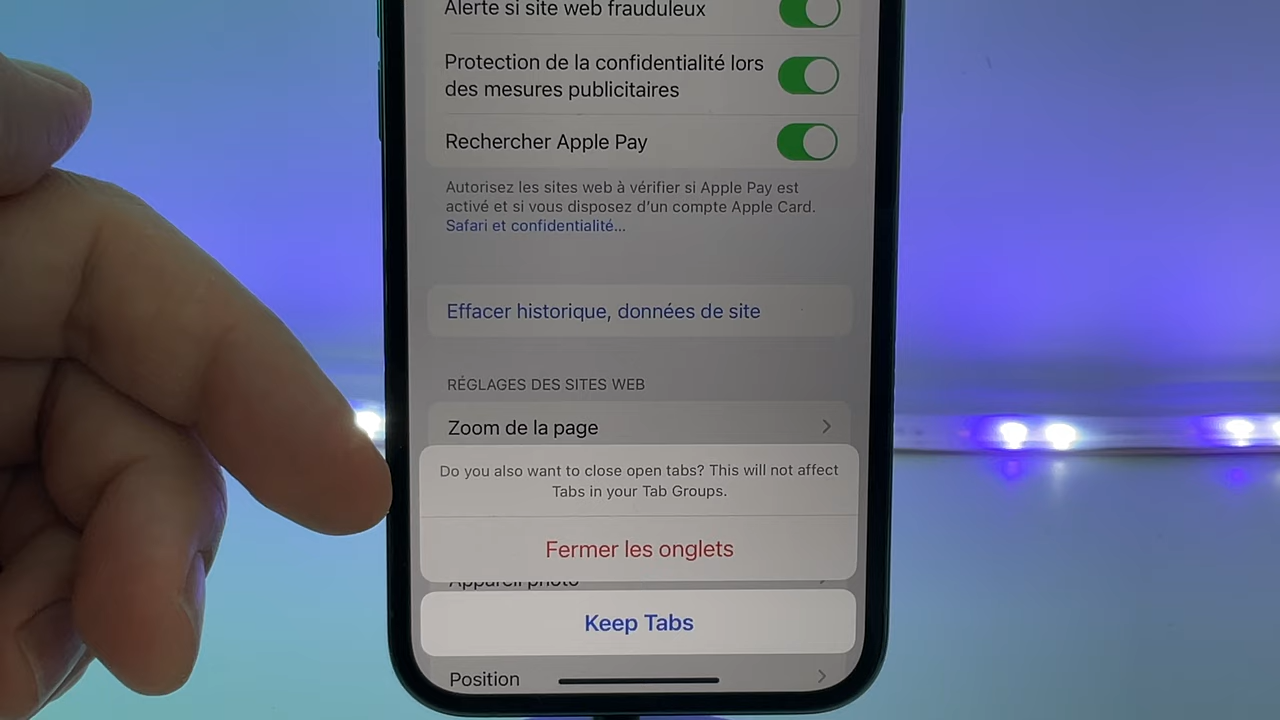 Alerte si site web frauduleux
Protection de la confidentialité lors
des mesures publicitaires
Rechercher Apple Pay
Autorisez les sites web à vérifier si Apple Pay est
activé et si vous disposez d’un compte Apple Card.
Safari et confidentialité...
Effacer historique, données de site
RÉGLAGES DES SITES WEB
Zoom de la page
Do you also want to close open tabs? This will not affect
Tabs in your Tab Groups.
Fermer les onglets
Appareil photo
Keep Tabs
Position